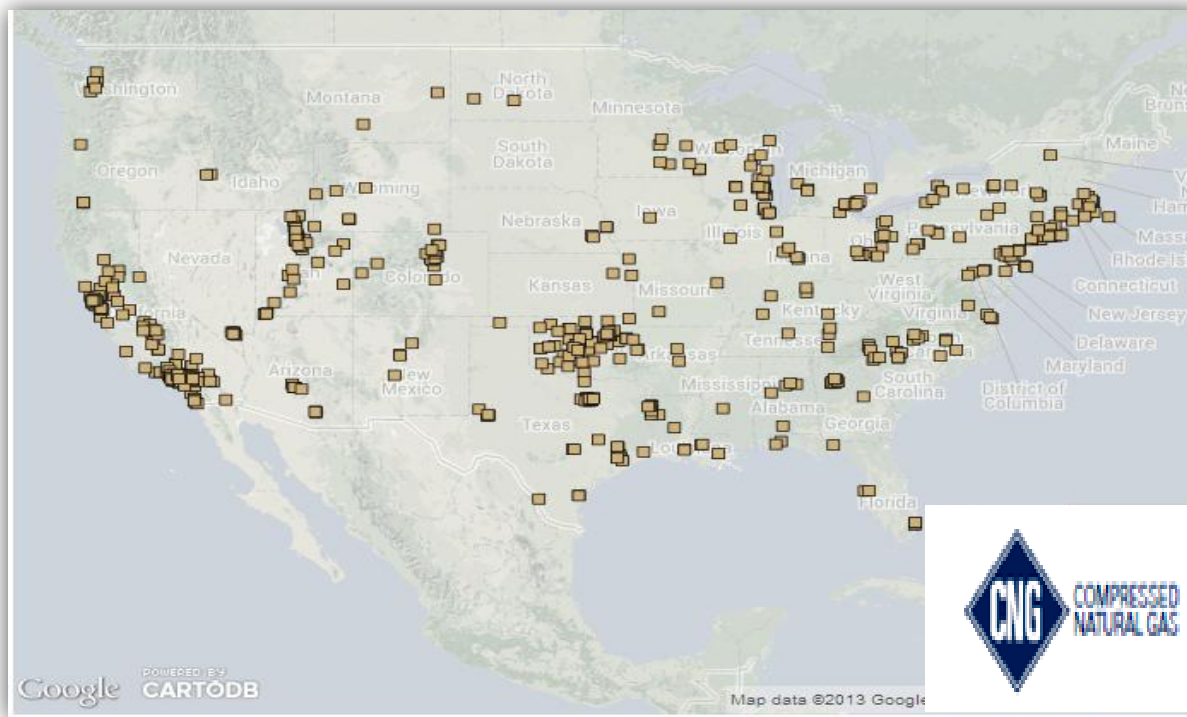 Washington
Montana
North
Dakota
Minnesota
Maine
Oregon
Idaho
South
Dakota
Wisconsin
Michigan
Wyoming
New York
Nebraska
Iowa
Massa
Nevada
Illinois
Ohio
Pennsylvania
Rhode Is
Utah
Colorado
Indiana
Connecticut
Kansas
Missouri
West
Virginia
Kentucky
Virginia
New Jersey
Delaware
Tennessee
Maryland
Arizona
New
Mexico
Arkansas
Mississippi
South
Carolina
District of
Columbia
Alabama
Texas
Georgia
Louisiana
Florida
CNG
COMPRESSED
NATURAL GAS
Google
POWERED BY
CARTODB
Map data ©2013 Google